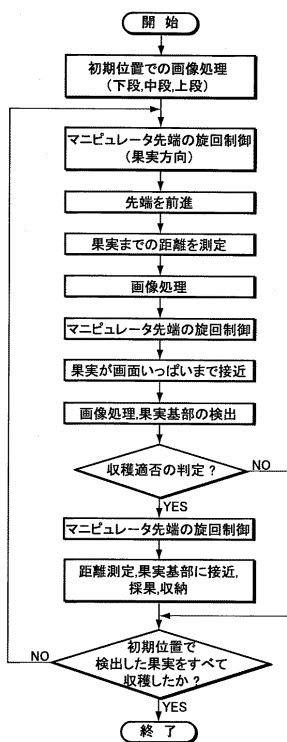 開始
初期位置での画像処理
(下段,中段,上段)
マニピュレータ先端の旋回制御
(果実方向)
先端を前進
果実までの距離を測定
画像処理
マニピュレータ先端の旋回制御
果実が画面いっぱいまで接近
画像処理,果実基部の検出
収穫適否の判定?
NO
YES
マニピュレータ先端の旋回制御
距離測定,果実基部に接近,
採果,収納
初期位置で
検出した果実をすべて
収穫したか?
NO
YES
終了